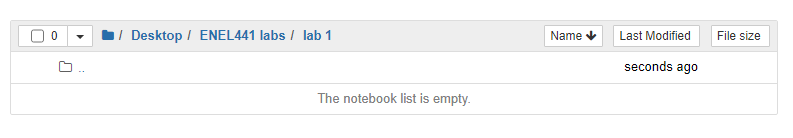 0 / Desktop / ENEL441 labs / lab 1 Name Last Modified File size
.. seconds ago
The notebook list is empty.